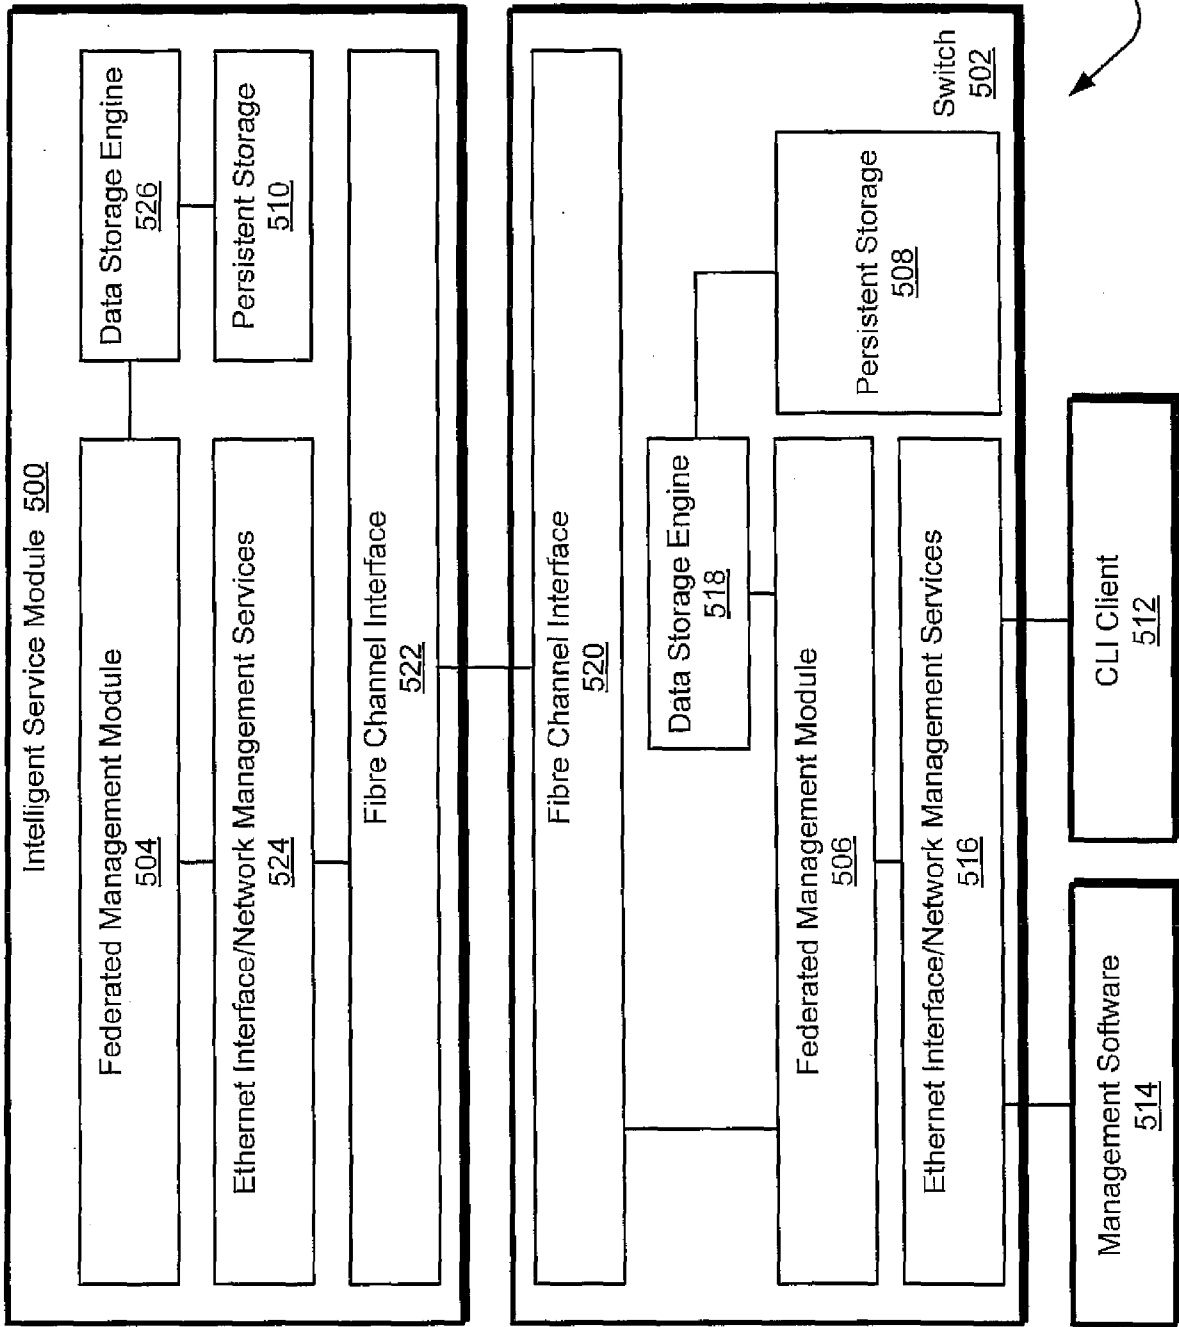 Intelligent Service Module 500
Federated Management Module
504
Data Storage Engine
526
Ethernet Interface/Network Management Services
524
Persistent Storage
510
Fibre Channel Interface
522
Fibre Channel Interface
520
Data Storage Engine
518
Switch
502
Persistent Storage
508
Federated Management Module
506
Ethernet Interface/Network Management Services
516
Management Software
514
CLI Client
512